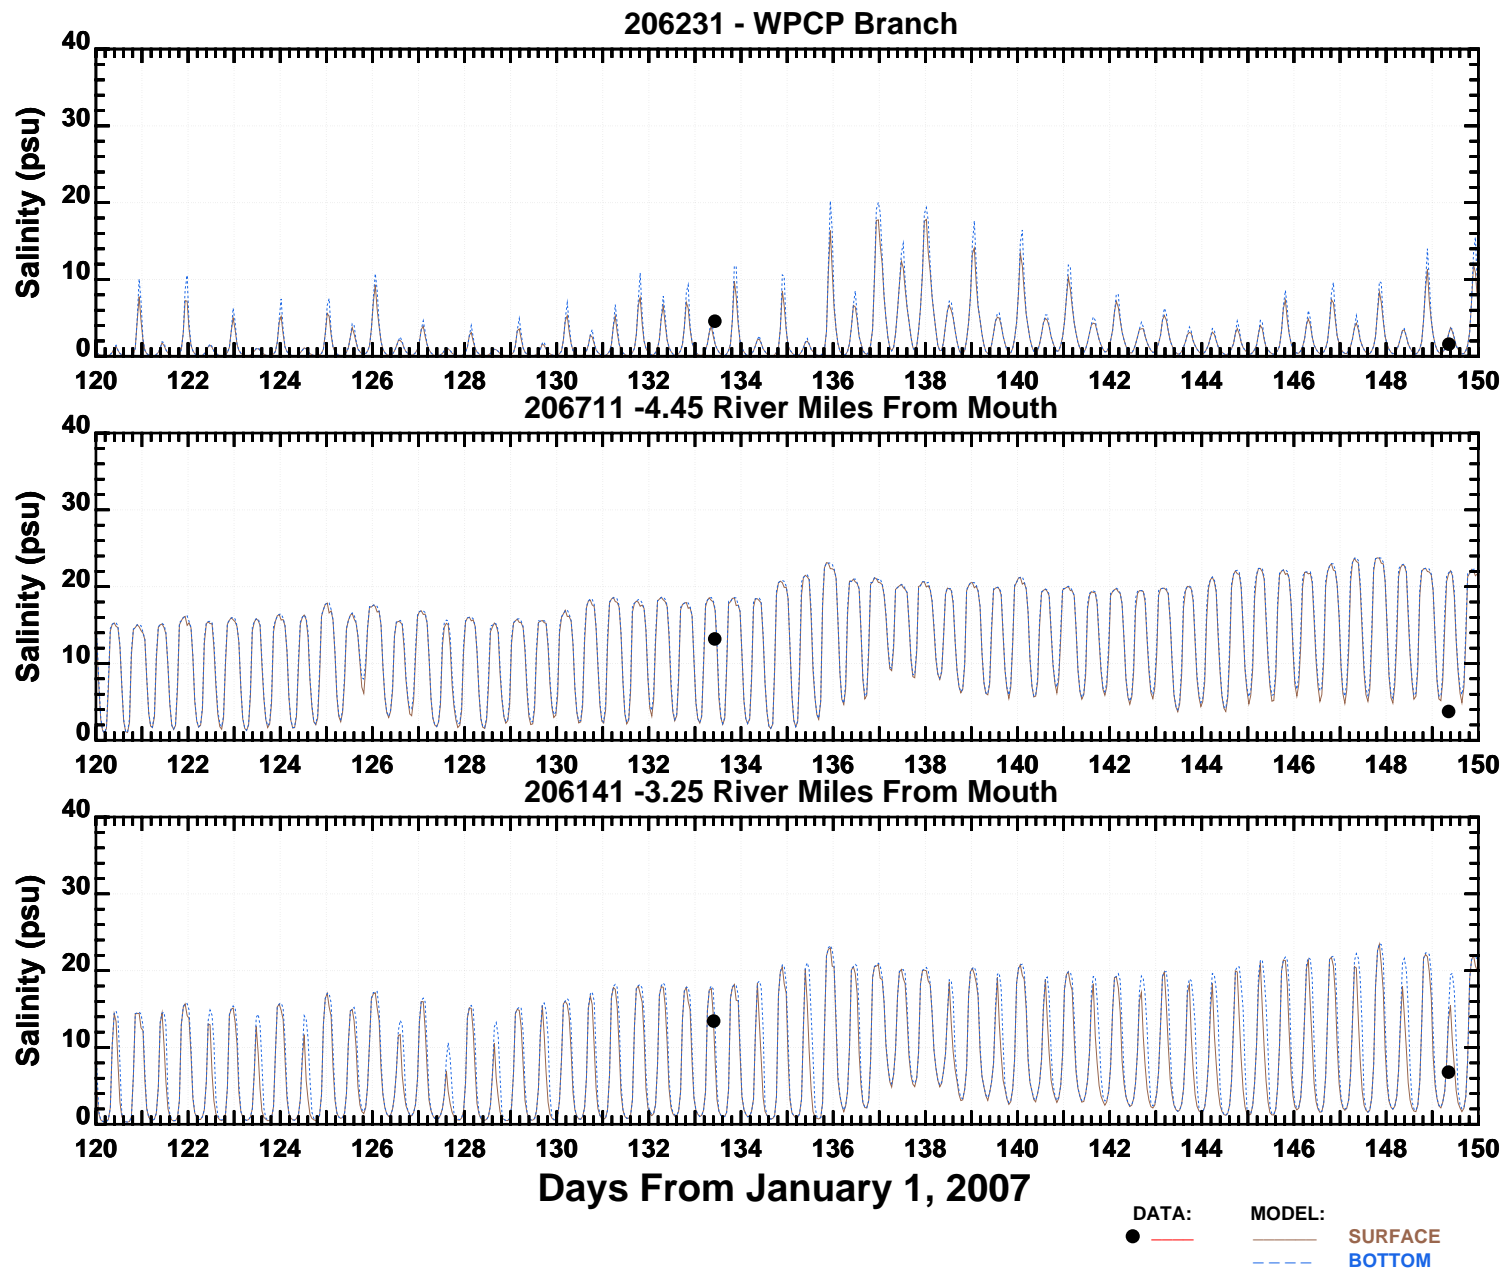 206231 - WPCP Branch
40
30
20
10
0
Salinity (psu)
120 122 124 126 128 130 132 134 136 138 140 142 144 146 148 150
206711 -4.45 River Miles From Mouth
40
30
20
10
0
Salinity (psu)
120 122 124 126 128 130 132 134 136 138 140 142 144 146 148 150
206141 -3.25 River Miles From Mouth
40
30
20
10
0
Salinity (psu)
120 122 124 126 128 130 132 134 136 138 140 142 144 146 148 150
Days From January 1, 2007
DATA: MODEL:
SURFACE
BOTTOM